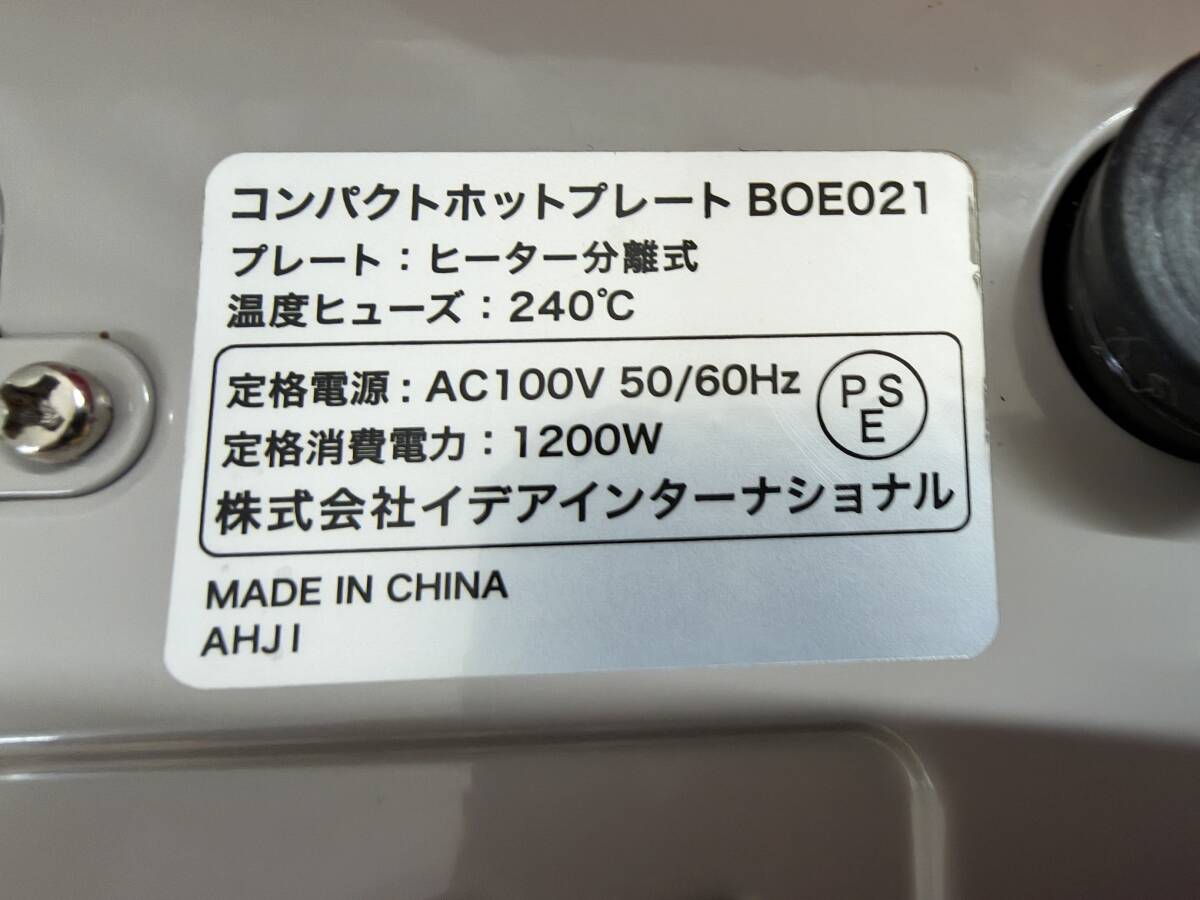 コンパクトホットプレート BOE021
プレート：ヒーター分離式
温度ヒューズ：240℃
定格電源：AC100V 50/60Hz
PSE
定格消費電力：1200W
株式会社イデアインターナショナル
MADE IN CHINA
AHJI